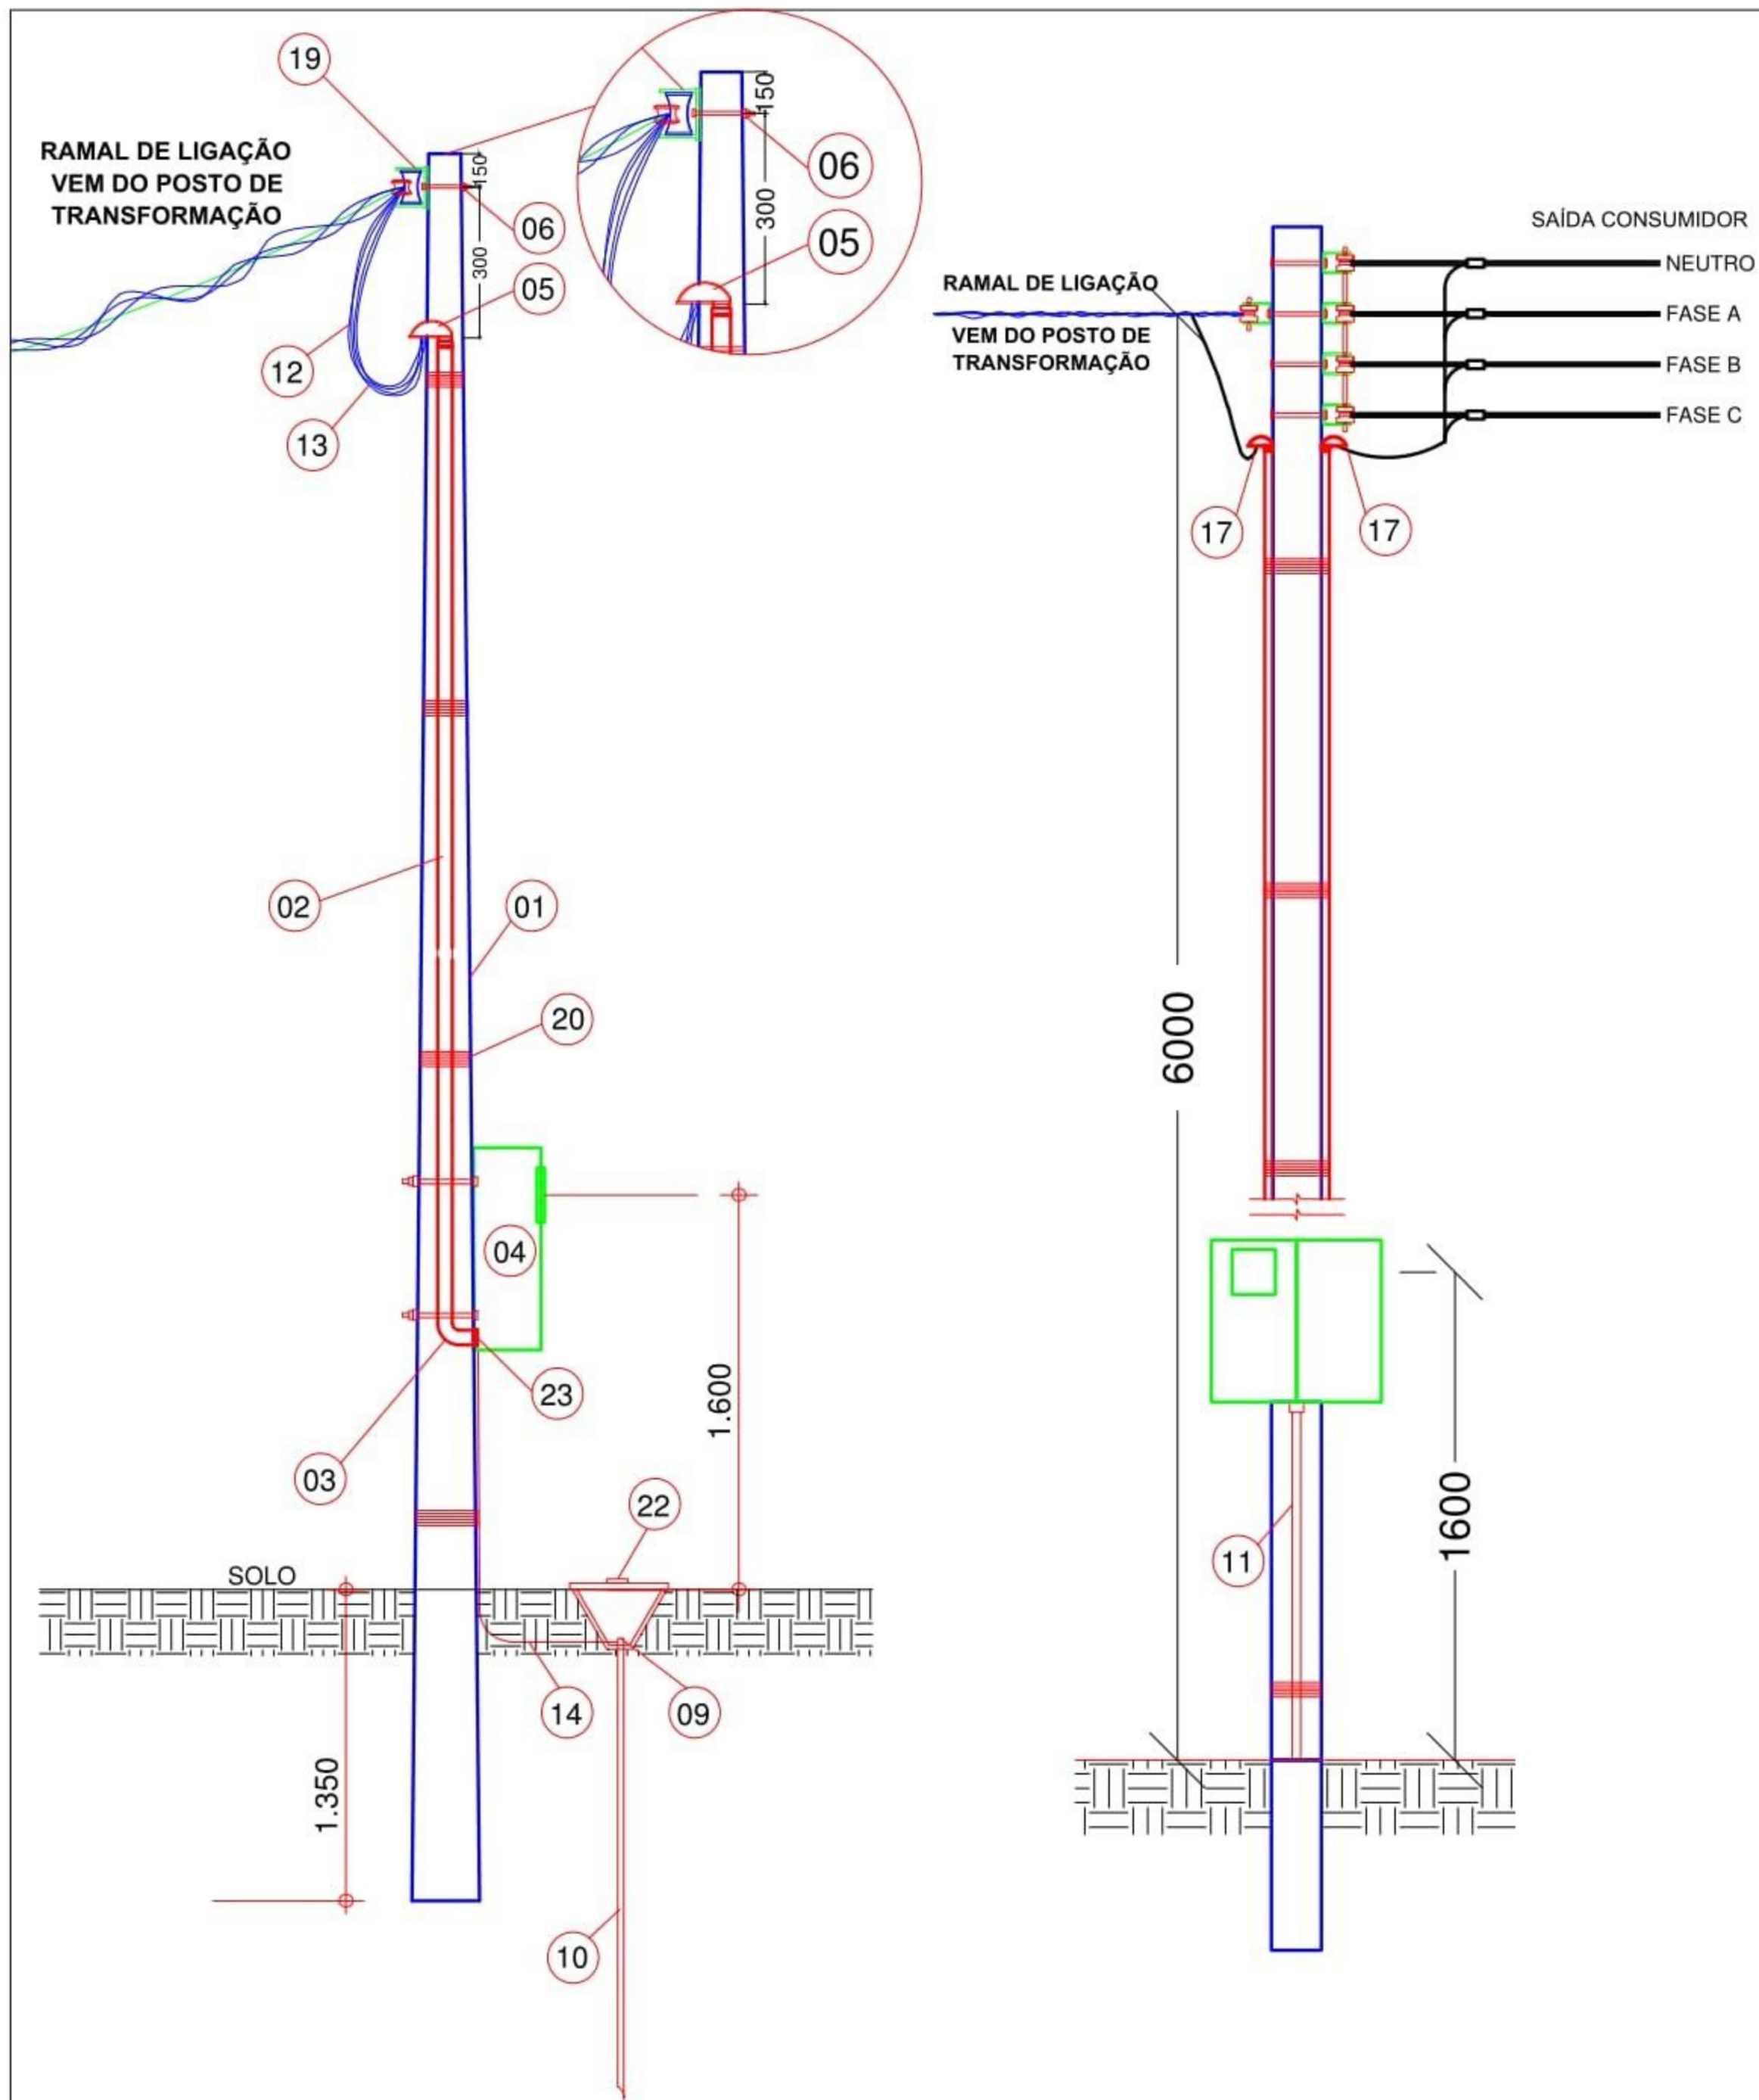 19
RAMAL DE LIGAÇÃO
VEM DO POSTO DE
TRANSFORMAÇÃO
150
06
300
05
12
13
150
06
300
05
02
01
20
04
23
03
1.600
22
SOLO
14
09
1.350
10
SAÍDA CONSUMIDOR
NEUTRO
FASE A
FASE B
FASE C
RAMAL DE LIGAÇÃO
VEM DO POSTO DE
TRANSFORMAÇÃO
17
17
6000
1600
11